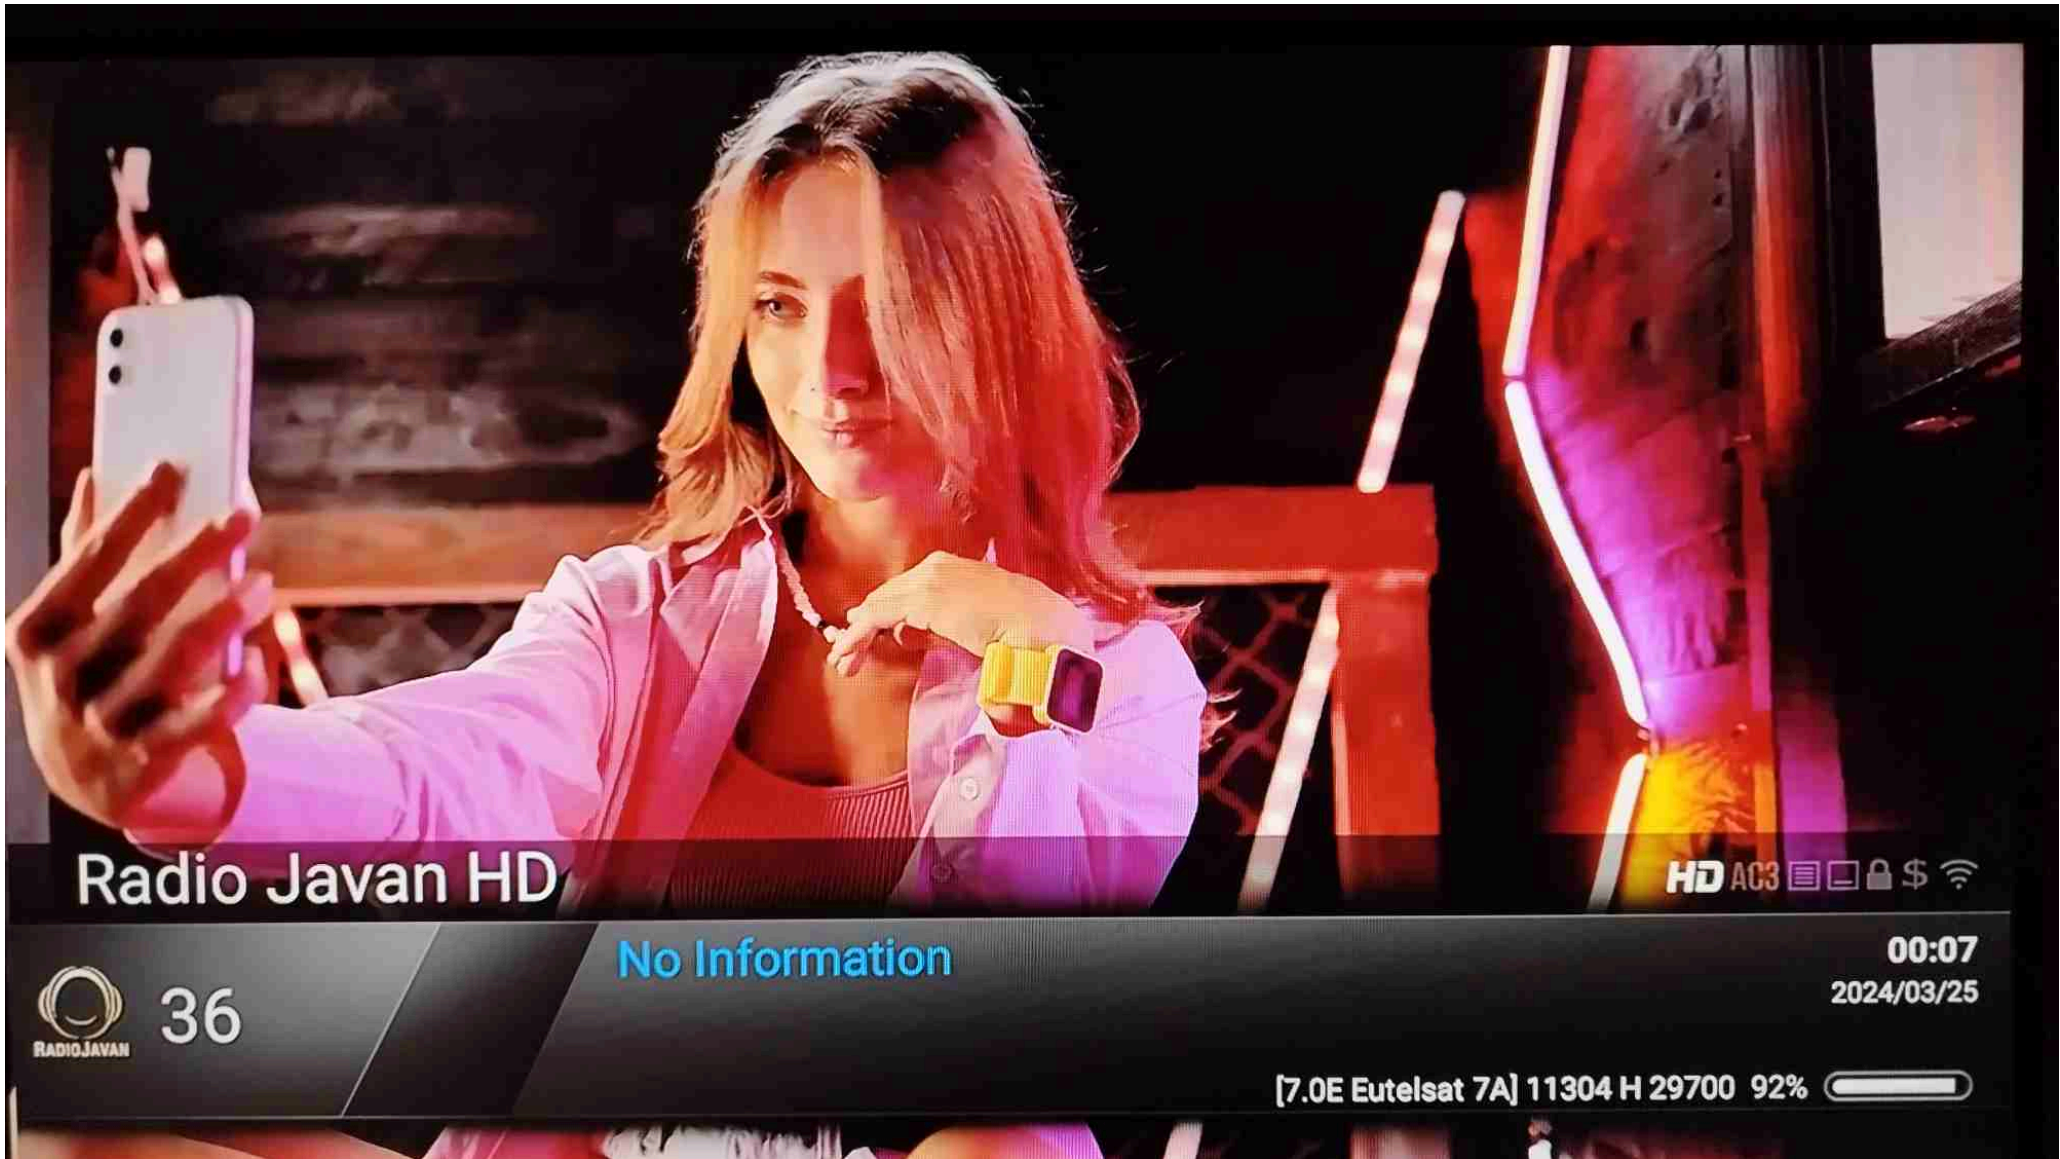 Radio Javan HD
HD AC3 $
RADIOJAVAN
36
No Information
00:07
2024/03/25
[7.0E Eutelsat 7A] 11304 H 29700 92%